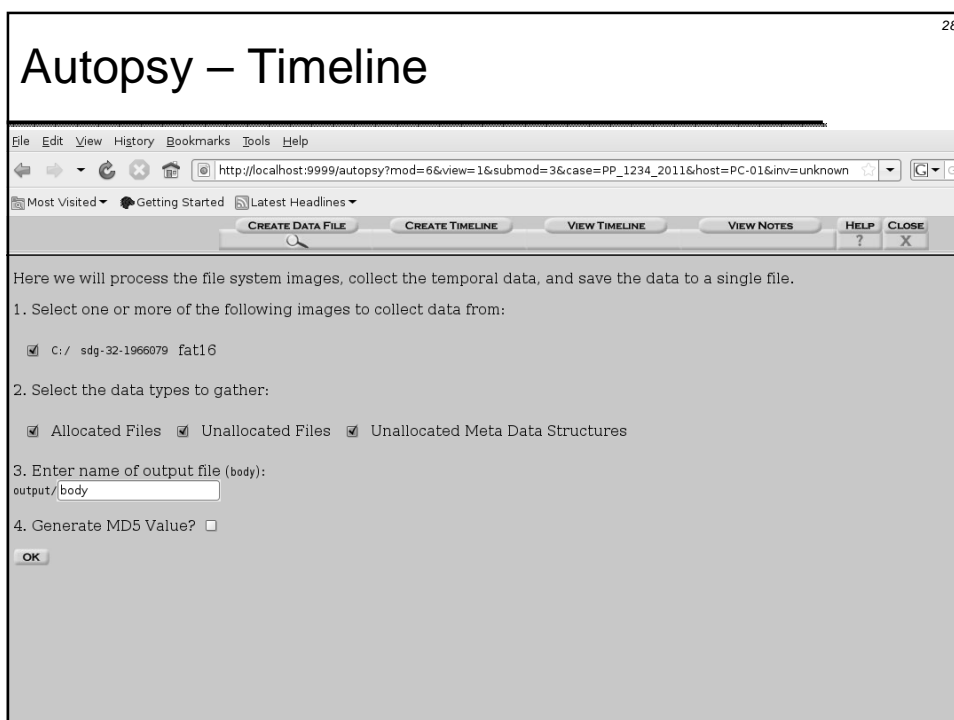 28
Autopsy – Timeline
File Edit View History Bookmarks Tools Help
http://localhost:9999/autopsy?mod=6&view=1&submod=3&case=PP_1234_2011&host=PC-01&inv=unknown G
Most Visited Getting Started Latest Headlines
CREATE DATA FILE CREATE TIMELINE VIEW TIMELINE VIEW NOTES HELP CLOSE
? X
Here we will process the file system images, collect the temporal data, and save the data to a single file.
1. Select one or more of the following images to collect data from:
C:/ sdg-32-1966079 fat16
2. Select the data types to gather:
Allocated Files Unallocated Files Unallocated Meta Data Structures
3. Enter name of output file (body):
output/body
4. Generate MD5 Value?
OK